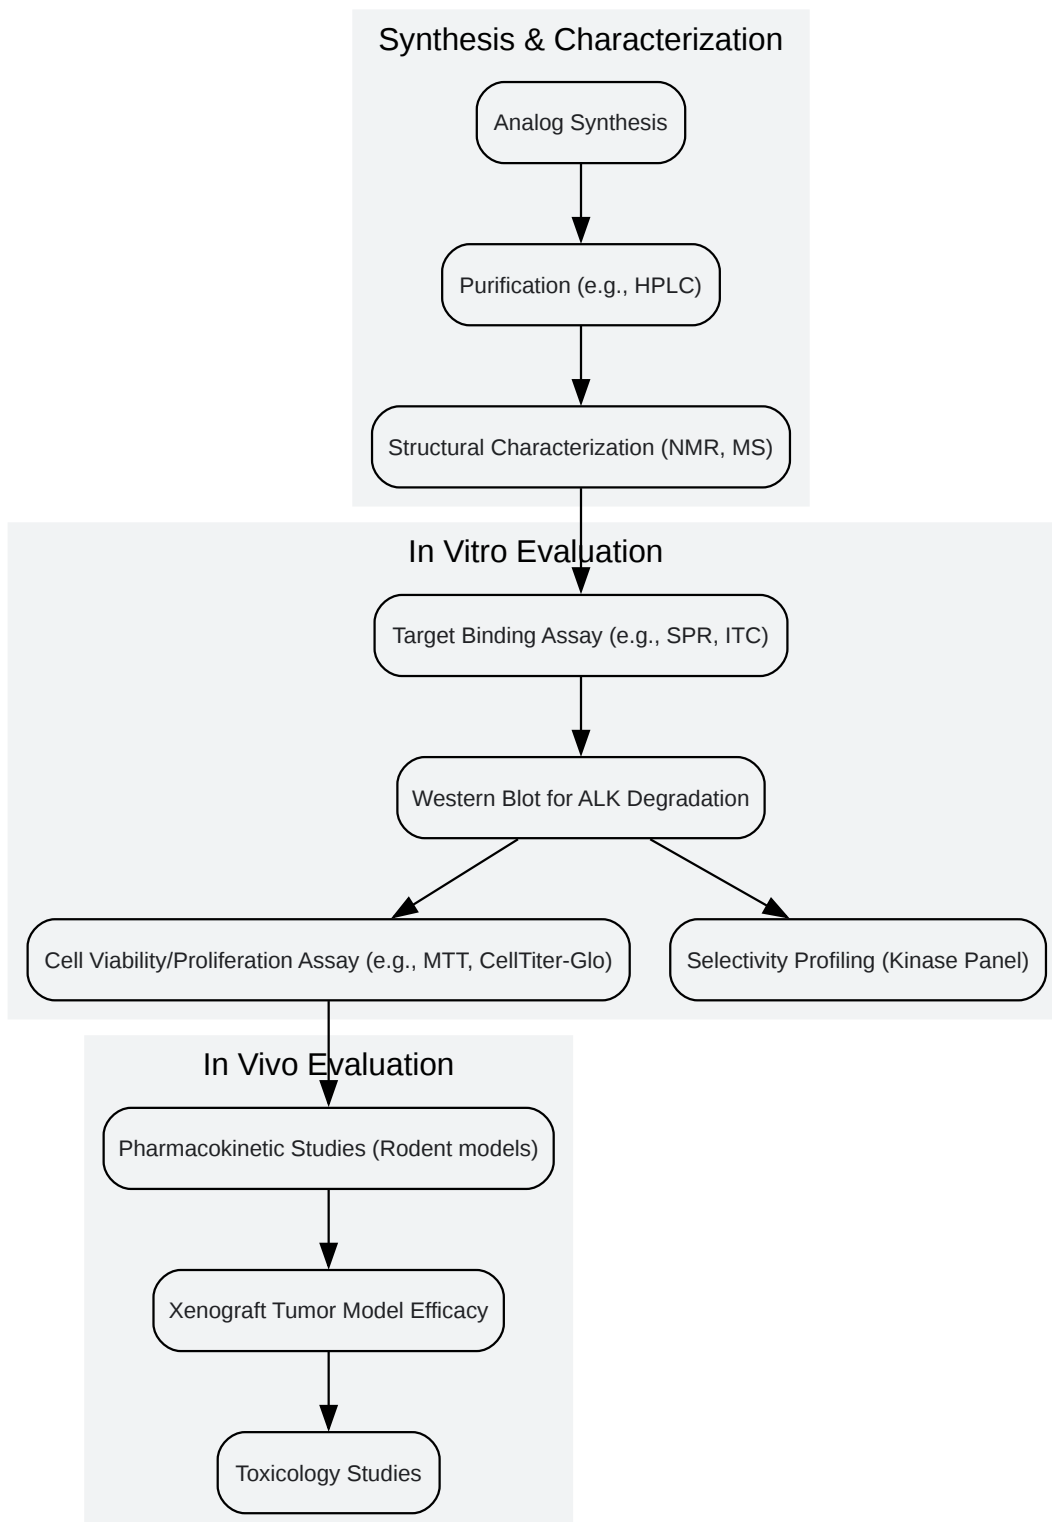 Synthesis & Characterization
Analog Synthesis
Purification (e.g., HPLC)
Structural Characterization (NMR, MS)
In Vitro Evaluation
Target Binding Assay (e.g., SPR, ITC)
Western Blot for ALK Degradation
Cell Viability/Proliferation Assay (e.g., MTT, CellTiter-Glo)
Selectivity Profiling (Kinase Panel)
In Vivo Evaluation
Pharmacokinetic Studies (Rodent models)
Xenograft Tumor Model Efficacy
Toxicology Studies